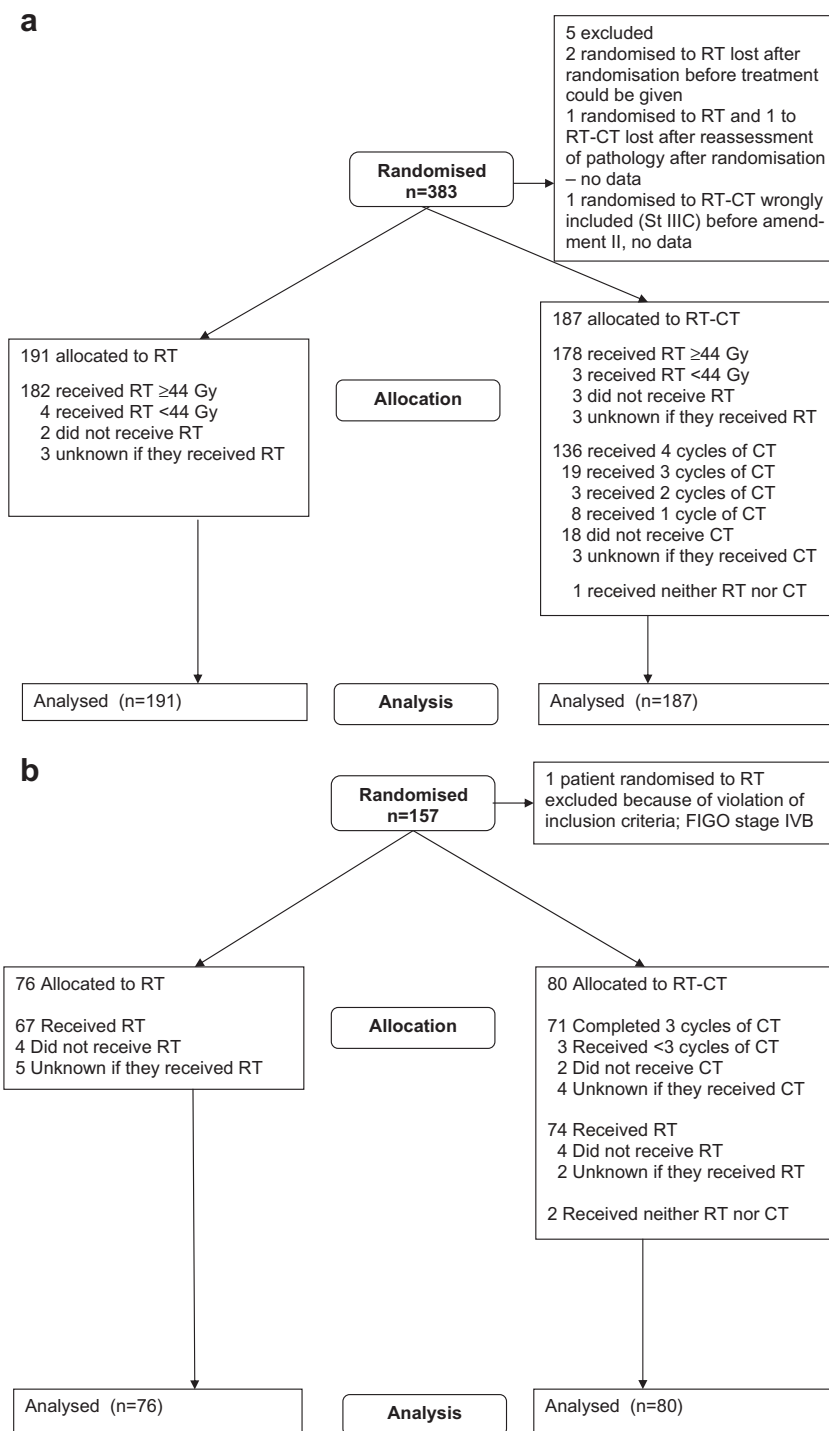 a
5 excluded
2 randomised to RT lost after
randomisation before treatment
could be given
1 randomised to RT and 1 to
RT-CT lost after reassessment
of pathology after randomisation
– no data
1 randomised to RT-CT wrongly
included (St IIIC) before amend-
ment II, no data
Randomised
n=383
191 allocated to RT
182 received RT ≥44 Gy
4 received RT <44 Gy
2 did not receive RT
3 unknown if they received RT
Allocation
187 allocated to RT-CT
178 received RT ≥44 Gy
3 received RT <44 Gy
3 did not receive RT
3 unknown if they received RT
136 received 4 cycles of CT
19 received 3 cycles of CT
3 received 2 cycles of CT
8 received 1 cycle of CT
18 did not receive CT
3 unknown if they received CT
1 received neither RT nor CT
Analysed (n=191)
Analysis
Analysed (n=187)
b
Randomised
n=157
1 patient randomised to RT
excluded because of violation of
inclusion criteria; FIGO stage IVB
76 Allocated to RT
67 Received RT
4 Did not receive RT
5 Unknown if they received RT
Allocation
80 Allocated to RT-CT
71 Completed 3 cycles of CT
3 Received <3 cycles of CT
2 Did not receive CT
4 Unknown if they received CT
74 Received RT
4 Did not receive RT
2 Unknown if they received RT
2 Received neither RT nor CT
Analysed (n=76)
Analysis
Analysed (n=80)